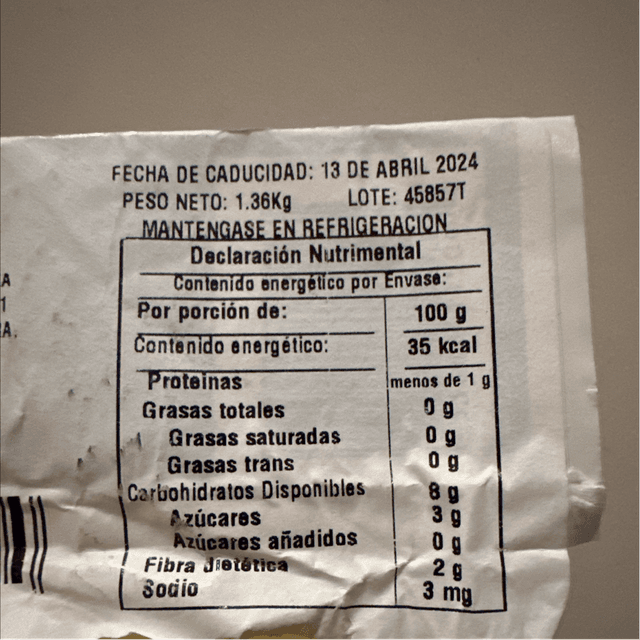 FECHA DE CADUCIDAD: 13 DE ABRIL 2024
PESO NETO: 1.36Kg LOTE: 45857T
MANTENGASE EN REFRIGERACION
Declaración Nutrimental
Contenido energético por Envase:
Por porción de: 100 g
Contenido energético: 35 kcal
Proteinas menos de 1 g
Grasas totales 0 g
Grasas saturadas 0 g
Grasas trans 0 g
Carbohidratos Disponibles 8 g
Azúcares 3 g
Azúcares añadidos 0 g
Fibra Dietética 2 g
Sodio 3 mg
A
1
A.